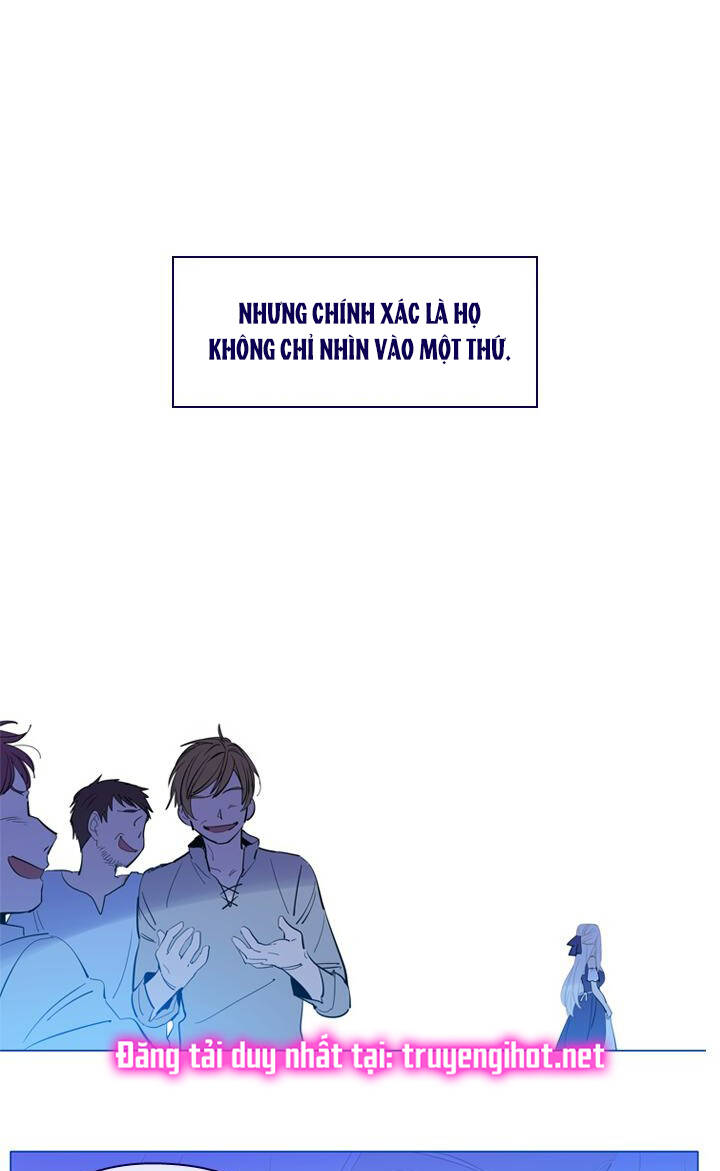 NHƯNG CHÍNH XÁC LÀ HỌ
KHÔNG CHỈ NHÌN VÀO MỘT THỨ.
Đăng tải duy nhất tại: truyengihot.net